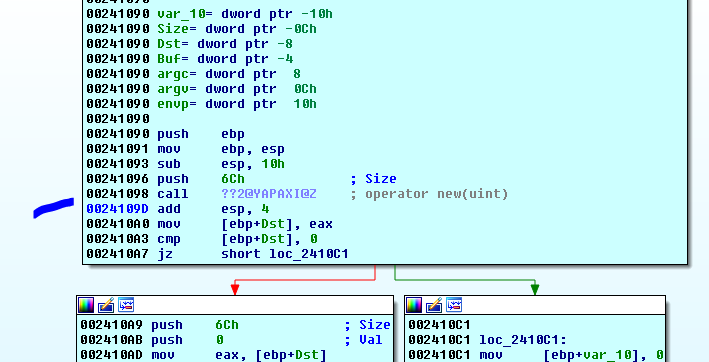 00241090
00241090 var_10= dword ptr -10h
00241090 Size= dword ptr -0Ch
00241090 Dst= dword ptr -8
00241090 Buf= dword ptr -4
00241090 argc= dword ptr  8
00241090 argv= dword ptr  0Ch
00241090 envp= dword ptr  10h
00241090
00241090 push    ebp
00241091 mov     ebp, esp
00241093 sub     esp, 10h
00241096 push    6Ch             ; Size
00241098 call    ??2@YAPAXI@Z    ; operator new(uint)
0024109D add     esp, 4
002410A0 mov     [ebp+Dst], eax
002410A3 cmp     [ebp+Dst], 0
002410A7 jz      short loc_2410C1
002410A9 push    6Ch             ; Size
002410AB push    0               ; Val
002410AD mov     eax, [ebp+Dst]
002410C1
002410C1 loc_2410C1:
002410C1 mov     [ebp+var_10], 0